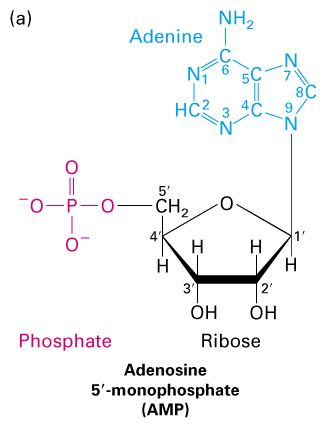 (a)
NH2
Adenine
C
6
N
7
N
1
5
C
8
C
HC
2
3
N
4
C
9
N
O
5′
−O
P
O
CH2
O
O−
4′
H
H
1′
H
H
3′
2′
OH
OH
Phosphate
Ribose
Adenosine
5′-monophosphate
(AMP)